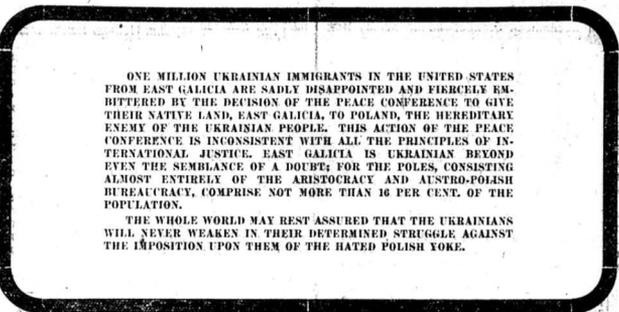 ONE MILLION UKRAINIAN IMMIGRANTS IN THE UNITED STATES
FROM EAST GALICIA ARE SADLY DISAPPOINTED AND FIERCELY EM-
BITTERED BY THE DECISION OF THE PEACE CONFERENCE TO GIVE
THEIR NATIVE LAND, EAST GALICIA, TO POLAND, THE HEREDITARY
ENEMY OF THE UKRAINIAN PEOPLE. THIS ACTION OF THE PEACE
CONFERENCE IS INCONSISTENT WITH ALL THE PRINCIPLES OF IN-
TERNATIONAL JUSTICE. EAST GALICIA IS UKRAINIAN BEYOND
EVEN THE SEMBLANCE OF A DOUBT; FOR THE POLES, CONSISTING
ALMOST ENTIRELY OF THE ARISTOCRACY AND AUSTRO-POLISH
BUREAUCRACY, COMPRISE NOT MORE THAN 16 PER CENT. OF THE
POPULATION.
THE WHOLE WORLD MAY REST ASSURED THAT THE UKRAINIANS
WILL NEVER WEAKEN IN THEIR DETERMINED STRUGGLE AGAINST
THE IMPOSITION UPON THEM OF THE HATED POLISH YOKE.